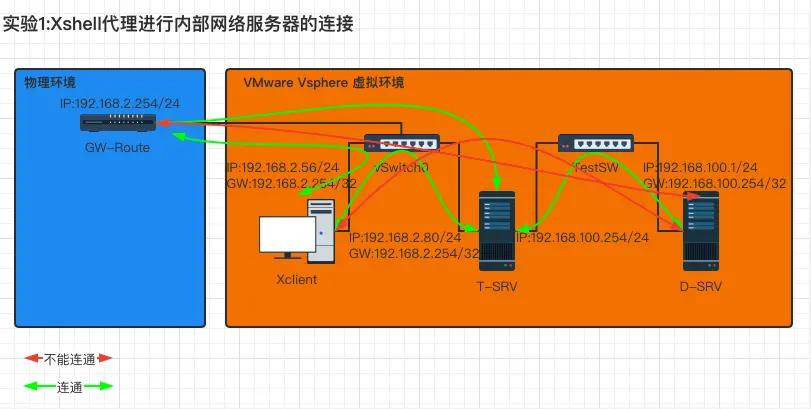 实验1:Xshell代理进行内部网络服务器的连接
物理环境
VMware Vsphere 虚拟环境
IP:192.168.2.254/24
GW-Route
vSwitch0
TestSW
IP:192.168.2.56/24
GW:192.168.2.254/32
IP:192.168.100.1/24
GW:192.168.100.254/32
IP:192.168.2.80/24
GW:192.168.2.254/32
IP:192.168.100.254/24
Xclient
T-SRV
D-SRV
不能连通
连通